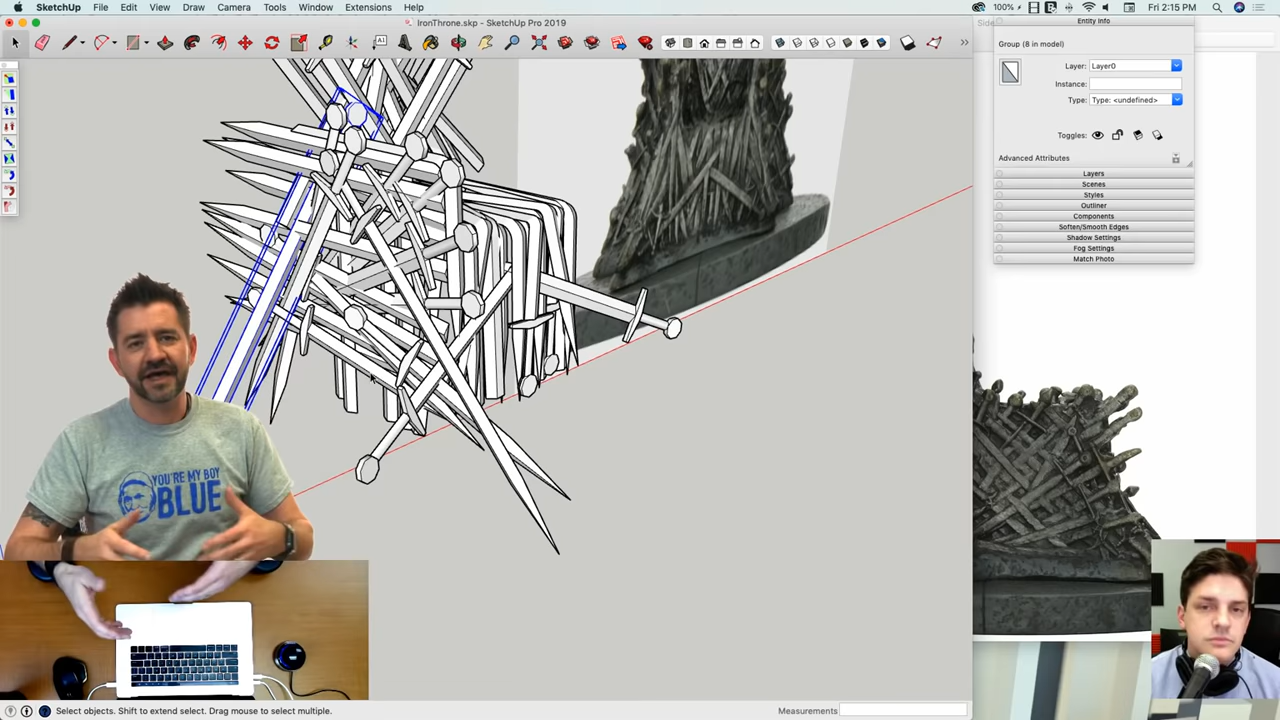 SketchUp File Edit View Draw Camera Tools Window Extensions Help
100% Fri 2:15 PM
IronThrone.skp - SketchUp Pro 2019
Side
Entity Info
Group (8 in model)
Layer: Layer0
Instance:
Type: Type: <undefined>
Toggles:
Advanced Attributes
Layers
Scenes
Styles
Outliner
Components
Soften/Smooth Edges
Shadow Settings
Fog Settings
Match Photo
YOU'RE MY BOY
BLUE
Select objects. Shift to extend select. Drag mouse to select multiple.
Measurements